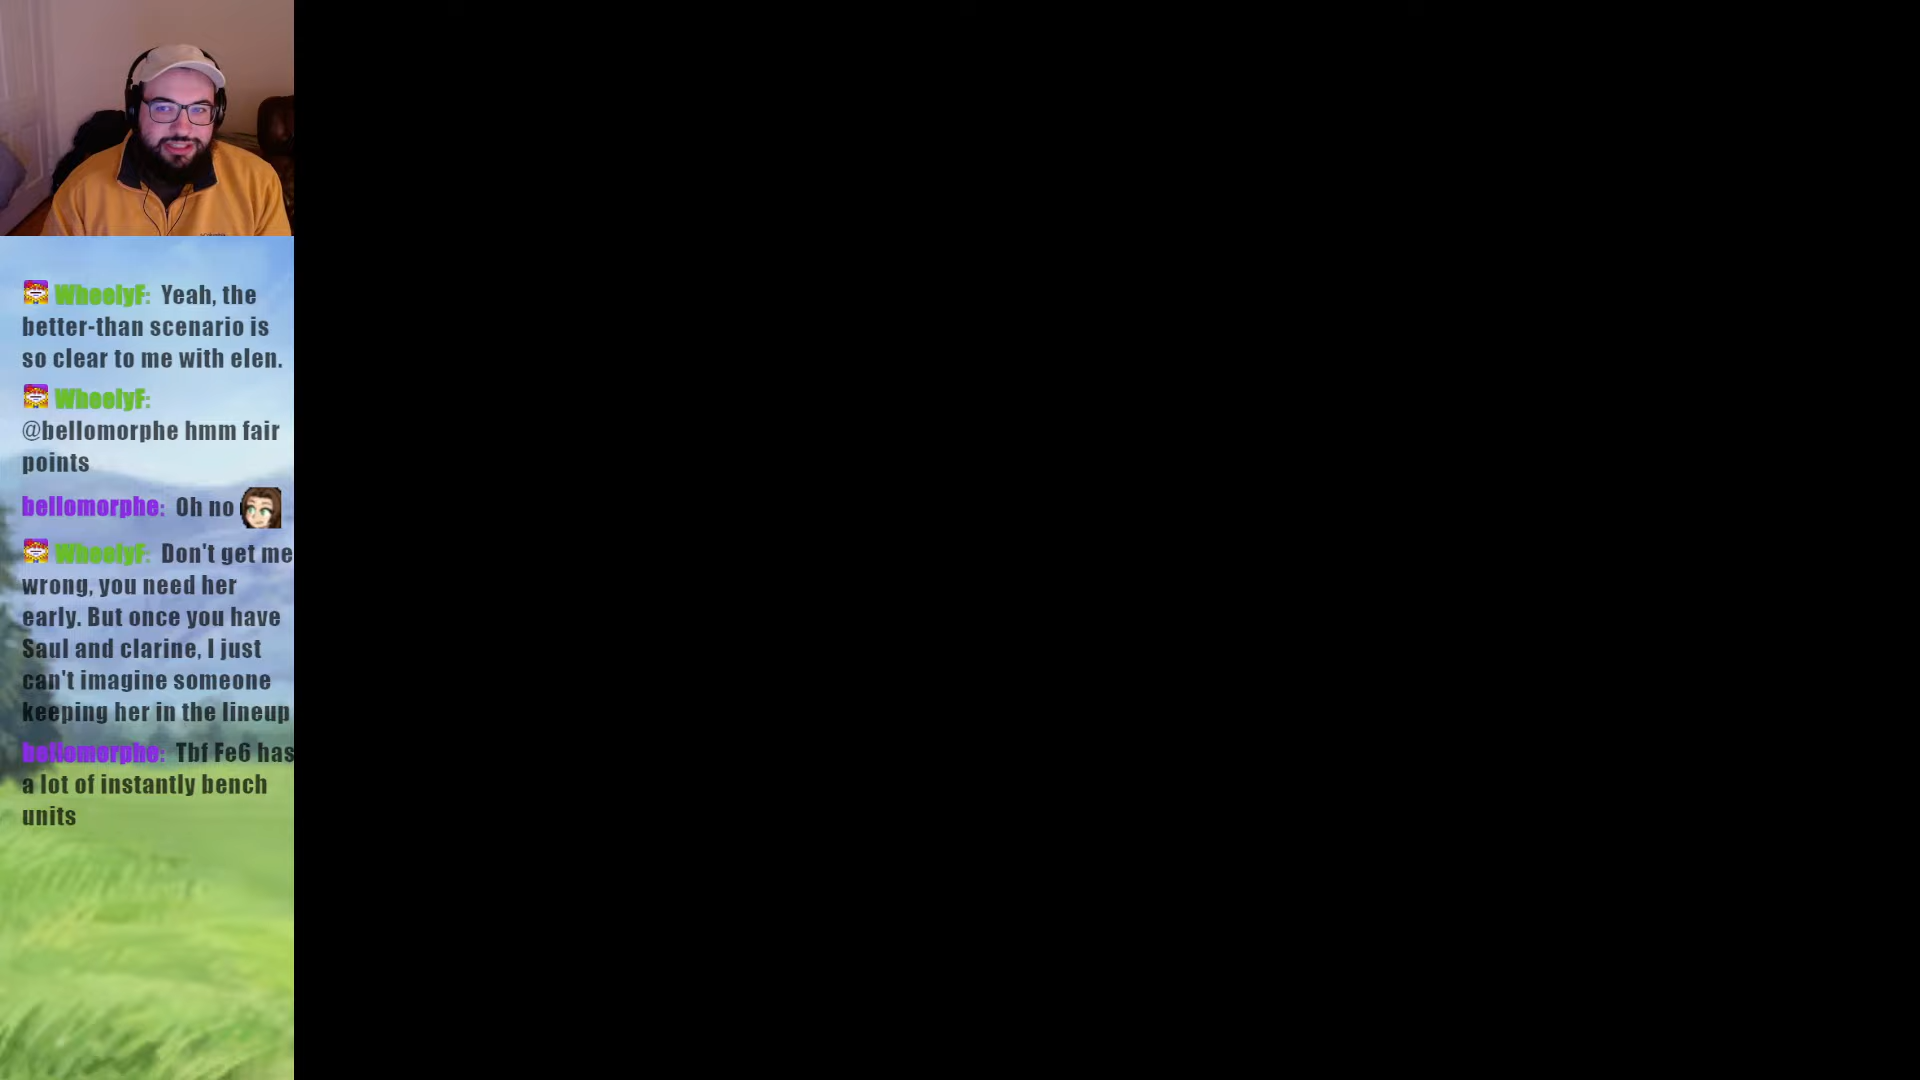 WheelyF: Yeah, the
better-than scenario is
so clear to me with elen.
WheelyF:
@bellomorphe hmm fair
points
bellomorphe: Oh no
WheelyF: Don't get me
wrong, you need her
early. But once you have
Saul and clarine, I just
can't imagine someone
keeping her in the lineup
bellomorphe: Tbf Fe6 has
a lot of instantly bench
units